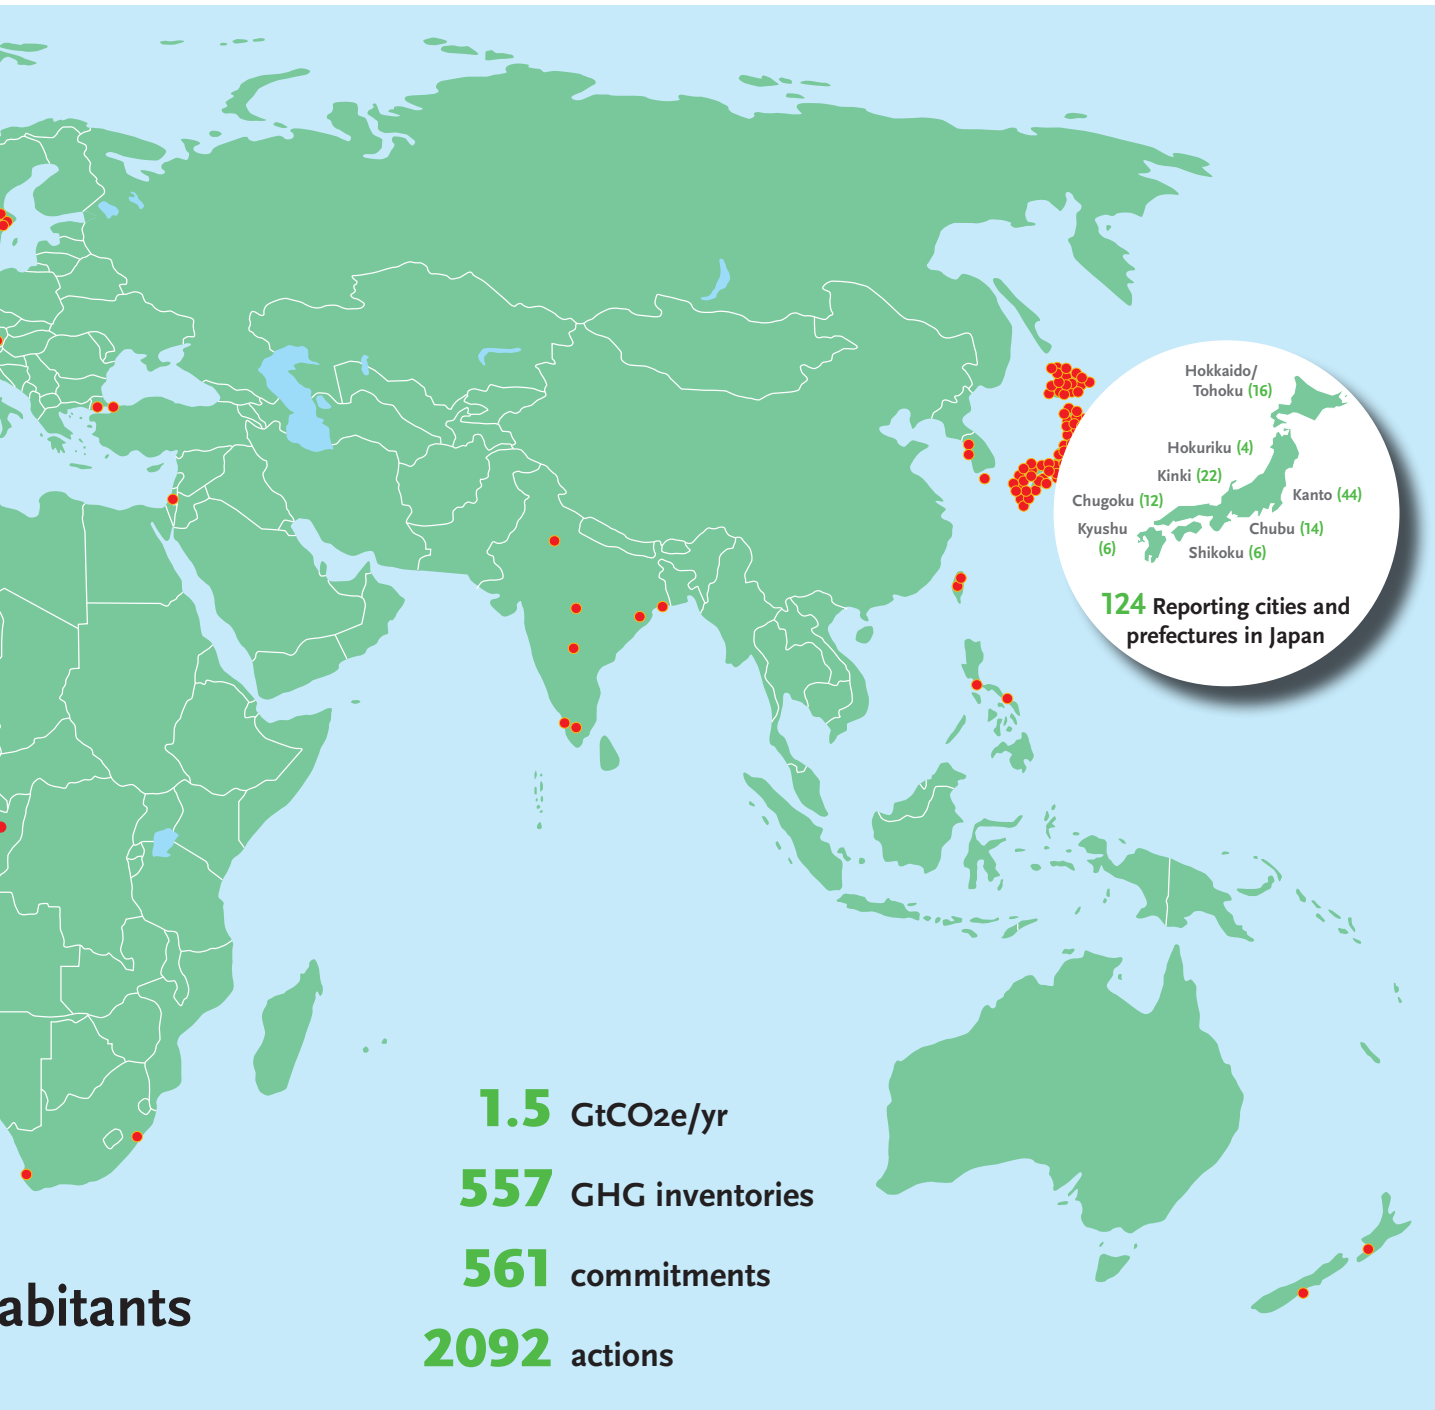 Hokkaido/
Tohoku (16)
Hokuriku (4)
Kinki (22)
Chugoku (12)
Kanto (44)
Kyushu
(6)
Chubu (14)
Shikoku (6)
124 Reporting cities and
prefectures in Japan
1.5 GtCO2e/yr
557 GHG inventories
561 commitments
abitants
2092 actions